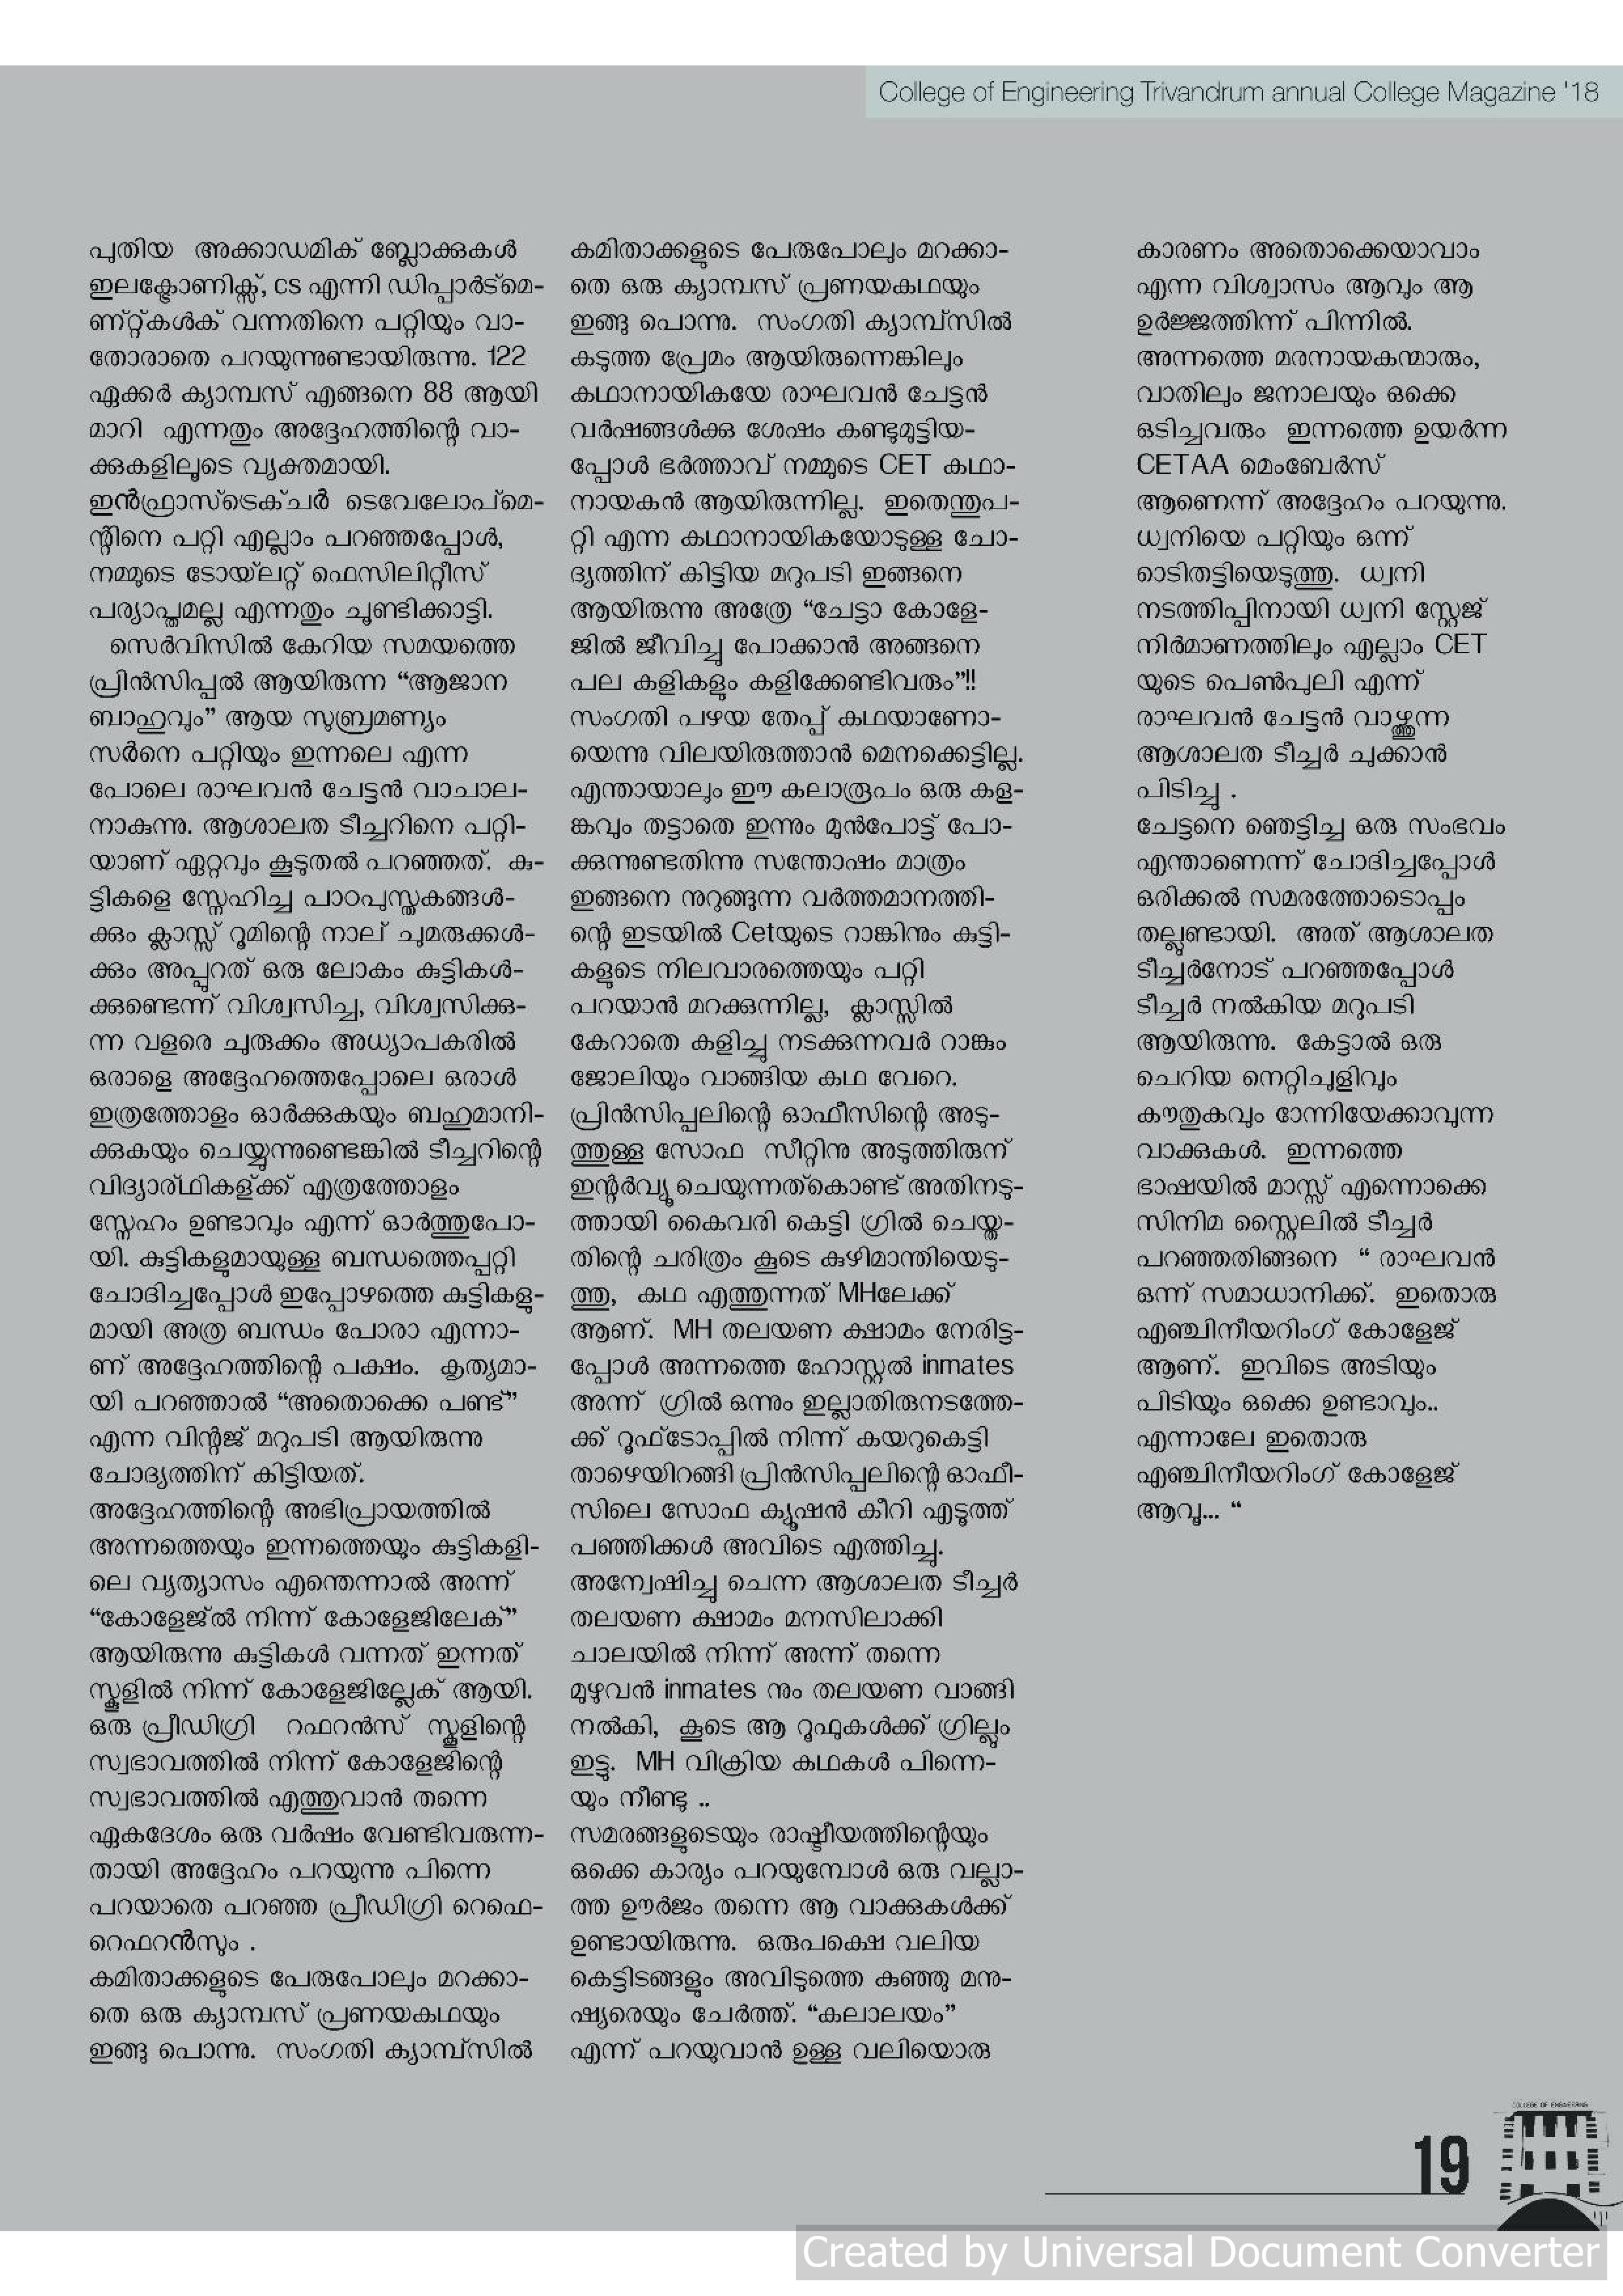 College of Engineering Trivandrum annual College Magazine '18
പുതിയ അക്കാഡമിക് ബ്ലോക്കുകൾ
ഇലക്ട്രോണിക്സ്, cs എന്നി ഡിപ്പാർട്മെ-
ണ്റ്റ്കൾക് വന്നതിനെ പറ്റിയും വാ-
തോരാതെ പറയുന്നുണ്ടായിരുന്നു. 122
ഏക്കർ ക്യാമ്പസ് എങ്ങനെ 88 ആയി
മാറി എന്നതും അദ്ദേഹത്തിന്റെ വാ-
ക്കുകളിലൂടെ വ്യക്തമായി.
ഇൻഫ്രാസ്ട്രെക്ചർ ടെവേലോപ്മെ-
ന്റിനെ പറ്റി എല്ലാം പറഞ്ഞപ്പോൾ,
നമ്മുടെ ടോയ്ലറ്റ് ഫെസിലിറ്റീസ്
പര്യാപ്തമല്ല എന്നതും ചൂണ്ടിക്കാട്ടി.
സെർവിസിൽ കേറിയ സമയത്തെ
പ്രിൻസിപ്പൽ ആയിരുന്ന “ആജാന
ബാഹുവും” ആയ സുബ്രമണ്യം
സർനെ പറ്റിയും ഇന്നലെ എന്ന
പോലെ രാഘവൻ ചേട്ടൻ വാചാല-
നാകുന്നു. ആശാലത ടീച്ചറിനെ പറ്റി-
യാണ് ഏറ്റവും കൂടുതൽ പറഞ്ഞത്. കു-
ട്ടികളെ സ്നേഹിച്ച പാഠപുസ്തകങ്ങൾ-
ക്കും ക്ലാസ്സ് റൂമിന്റെ നാല് ചുമരുക്കൾ-
ക്കും അപ്പുറത് ഒരു ലോകം കുട്ടികൾ-
ക്കുണ്ടെന്ന് വിശ്വസിച്ച, വിശ്വസിക്കു-
ന്ന വളരെ ചുരുക്കം അധ്യാപകരിൽ
ഒരാളെ അദ്ദേഹത്തെപ്പോലെ ഒരാൾ
ഇത്രത്തോളം ഓർക്കുകയും ബഹുമാനി-
ക്കുകയും ചെയ്യുന്നുണ്ടെങ്കിൽ ടീച്ചറിന്റെ
വിദ്യാര്ഥികള്ക്ക് എത്രത്തോളം
സ്നേഹം ഉണ്ടാവും എന്ന് ഓർത്തുപോ-
യി. കുട്ടികളുമായുള്ള ബന്ധത്തെപ്പറ്റി
ചോദിച്ചപ്പോൾ ഇപ്പോഴത്തെ കുട്ടികളു-
മായി അത്ര ബന്ധം പോരാ എന്നാ-
ണ് അദ്ദേഹത്തിന്റെ പക്ഷം. കൃത്യമാ-
യി പറഞ്ഞാൽ “അതൊക്കെ പണ്ട്”
എന്ന വിന്റജ് മറുപടി ആയിരുന്നു
ചോദ്യത്തിന് കിട്ടിയത്.
അദ്ദേഹത്തിന്റെ അഭിപ്രായത്തിൽ
അന്നത്തെയും ഇന്നത്തെയും കുട്ടികളി-
ലെ വ്യത്യാസം എന്തെന്നാൽ അന്ന്
“കോളേജ്ൽ നിന്ന് കോളേജിലേക്”
ആയിരുന്നു കുട്ടികൾ വന്നത് ഇന്നത്
സ്കൂളിൽ നിന്ന് കോളേജില്ലേക് ആയി.
ഒരു പ്രീഡിഗ്രി റഫറൻസ് സ്കൂളിന്റെ
സ്വഭാവത്തിൽ നിന്ന് കോളേജിന്റെ
സ്വഭാവത്തിൽ എത്തുവാൻ തന്നെ
ഏകദേശം ഒരു വർഷം വേണ്ടിവരുന്ന-
തായി അദ്ദേഹം പറയുന്നു പിന്നെ
പറയാതെ പറഞ്ഞ പ്രീഡിഗ്രി റെഫെ-
റെഫറൻസും .
കമിതാക്കളുടെ പേരുപോലും മറക്കാ-
തെ ഒരു ക്യാമ്പസ് പ്രണയകഥയും
ഇങ്ങു പൊന്നു. സംഗതി ക്യാമ്പ്സിൽ
കമിതാക്കളുടെ പേരുപോലും മറക്കാ-
തെ ഒരു ക്യാമ്പസ് പ്രണയകഥയും
ഇങ്ങു പൊന്നു. സംഗതി ക്യാമ്പ്സിൽ
കടുത്ത പ്രേമം ആയിരുന്നെങ്കിലും
കഥാനായികയേ രാഘവൻ ചേട്ടൻ
വർഷങ്ങൾക്കു ശേഷം കണ്ടുമുട്ടിയ-
പ്പോൾ ഭർത്താവ് നമ്മുടെ CET കഥാ-
നായകൻ ആയിരുന്നില്ല. ഇതെന്തുപ-
റ്റി എന്ന കഥാനായികയോടുള്ള ചോ-
ദ്യത്തിന് കിട്ടിയ മറുപടി ഇങ്ങനെ
ആയിരുന്നു അത്രേ “ചേട്ടാ കോളേ-
ജിൽ ജീവിച്ചു പോക്കാൻ അങ്ങനെ
പല കളികളും കളിക്കേണ്ടിവരും”!!
സംഗതി പഴയ തേപ്പ് കഥയാണോ-
യെന്നു വിലയിരുത്താൻ മെനക്കെട്ടില്ല.
എന്തായാലും ഈ കലാരൂപം ഒരു കള-
ങ്കവും തട്ടാതെ ഇന്നും മുൻപോട്ട് പോ-
ക്കുന്നുണ്ടതിന്നു സന്തോഷം മാത്രം
ഇങ്ങനെ നുറുങ്ങുന്ന വർത്തമാനത്തി-
ന്റെ ഇടയിൽ Cetയുടെ റാങ്കിനും കുട്ടി-
കളുടെ നിലവാരത്തെയും പറ്റി
പറയാൻ മറക്കുന്നില്ല, ക്ലാസ്സിൽ
കേറാതെ കളിച്ചു നടക്കുന്നവർ റാങ്കും
ജോലിയും വാങ്ങിയ കഥ വേറെ.
പ്രിൻസിപ്പലിന്റെ ഓഫീസിന്റെ അടു-
ത്തുള്ള സോഫ സീറ്റിനു അടുത്തിരുന്
ഇന്റർവ്യൂ ചെയുന്നത്കൊണ്ട് അതിനടു-
ത്തായി കൈവരി കെട്ടി ഗ്രിൽ ചെയ്ത-
തിന്റെ ചരിത്രം കൂടെ കുഴിമാന്തിയെടു-
ത്തു, കഥ എത്തുന്നത് MHലേക്ക്
ആണ്. MH തലയണ ക്ഷാമം നേരിട്ട-
പ്പോൾ അന്നത്തെ ഹോസ്റ്റൽ inmates
അന്ന് ഗ്രിൽ ഒന്നും ഇല്ലാതിരുനടത്തേ-
ക്ക് റൂഫ്ടോപ്പിൽ നിന്ന് കയറുകെട്ടി
താഴെയിറങ്ങി പ്രിൻസിപ്പലിന്റെ ഓഫീ-
സിലെ സോഫ ക്യൂഷൻ കീറി എടൂത്ത്
പഞ്ഞിക്കൾ അവിടെ എത്തിച്ചു.
അന്വേഷിച്ചു ചെന്ന ആശാലത ടീച്ചർ
തലയണ ക്ഷാമം മനസിലാക്കി
ചാലയിൽ നിന്ന് അന്ന് തന്നെ
മുഴുവൻ inmates നും തലയണ വാങ്ങി
നൽകി, കൂടെ ആ റൂഫുകൾക്ക് ഗ്രില്ലും
ഇട്ടു. MH വിക്രിയ കഥകൾ പിന്നെ-
യും നീണ്ടു ..
സമരങ്ങളുടെയും രാഷ്ട്രീയത്തിന്റെയും
ഒക്കെ കാര്യം പറയുമ്പോൾ ഒരു വല്ലാ-
ത്ത ഊർജം തന്നെ ആ വാക്കുകൾക്ക്
ഉണ്ടായിരുന്നു. ഒരുപക്ഷെ വലിയ
കെട്ടിടങ്ങളും അവിടുത്തെ കുഞ്ഞു മനു-
ഷ്യരെയും ചേർത്ത്. “കലാലയം”
എന്ന് പറയുവാൻ ഉള്ള വലിയൊരു
കാരണം അതൊക്കെയാവാം
എന്ന വിശ്വാസം ആവും ആ
ഉർജ്ജത്തിന്ന് പിന്നിൽ.
അന്നത്തെ മരനായകന്മാരും,
വാതിലും ജനാലയും ഒക്കെ
ഒടിച്ചവരും ഇന്നത്തെ ഉയർന്ന
CETAA മെംബേർസ്
ആണെന്ന് അദ്ദേഹം പറയുന്നു.
ധ്വനിയെ പറ്റിയും ഒന്ന്
ഓടിതട്ടിയെടുത്തു. ധ്വനി
നടത്തിപ്പിനായി ധ്വനി സ്റ്റേജ്
നിർമാണത്തിലും എല്ലാം CET
യുടെ പെൺപുലി എന്ന്
രാഘവൻ ചേട്ടൻ വാഴ്ത്തുന്ന
ആശാലത ടീച്ചർ ചുക്കാൻ
പിടിച്ചു .
ചേട്ടനെ ഞെട്ടിച്ച ഒരു സംഭവം
എന്താണെന്ന് ചോദിച്ചപ്പോൾ
ഒരിക്കൽ സമരത്തോടൊപ്പം
തല്ലുണ്ടായി. അത് ആശാലത
ടീച്ചർനോട് പറഞ്ഞപ്പോൾ
ടീച്ചർ നൽകിയ മറുപടി
ആയിരുന്നു. കേട്ടാൽ ഒരു
ചെറിയ നെറ്റിചുളിവും
കൗതുകവും തോന്നിയേക്കാവുന്ന
വാക്കുകൾ. ഇന്നത്തെ
ഭാഷയിൽ മാസ്സ് എന്നൊക്കെ
സിനിമ സ്റ്റൈലിൽ ടീച്ചർ
പറഞ്ഞതിങ്ങനെ “ രാഘവൻ
ഒന്ന് സമാധാനിക്ക്. ഇതൊരു
എഞ്ചിനീയറിംഗ് കോളേജ്
ആണ്. ഇവിടെ അടിയും
പിടിയും ഒക്കെ ഉണ്ടാവും..
എന്നാലേ ഇതൊരു
എഞ്ചിനീയറിംഗ് കോളേജ്
ആവൂ... “
COLLEGE OF ENGINEERING
19
Created by Universal Document Converter